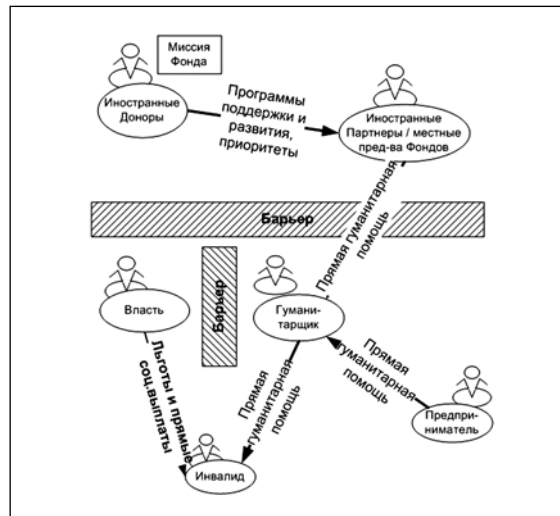 Миссия
Фонда
Иностранные
Доноры
Программы
поддержки и
развития,
приоритеты
Иностранные
Партнеры / местные
пред-ва Фондов
Барьер
Прямая гуманитарная
помощь
Власть
Барьер
Гумани-
тарщик
Льготы и прямые
соц.выплаты
Прямая
гуманитарная
помощь
Прямая
гуманитарная
помощь
Предпри-
ниматель
Инвалид